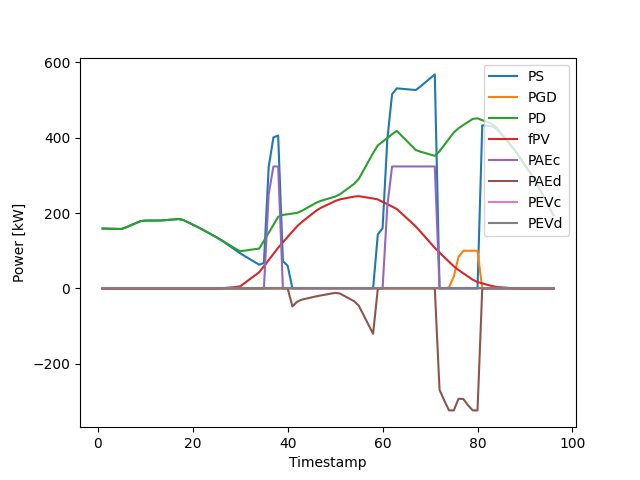 600
400
200
0
−200
Power [kW]
0
20
40
60
80
100
Timestamp
PS
PGD
PD
fPV
PAEc
PAEd
PEVc
PEVd